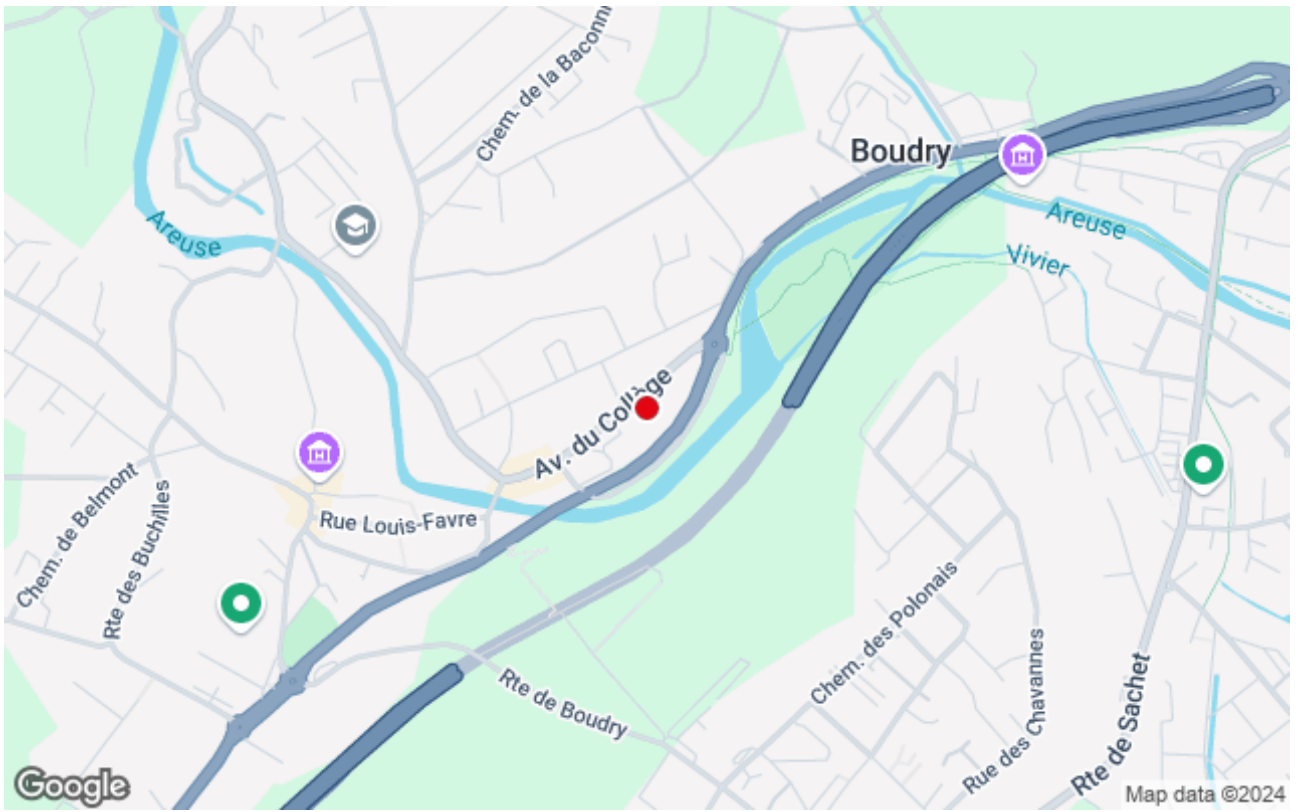 Chem. de la Baconni
Boudry
Areuse
Areuse
Vivier
Av. du Collège
Chem. de Belmont
Rte des Buchilles
Rue Louis-Favre
Chem. des Polonais
Rte de Boudry
Rue des Chavannes
Rte de Sachet
Google
Map data ©2024